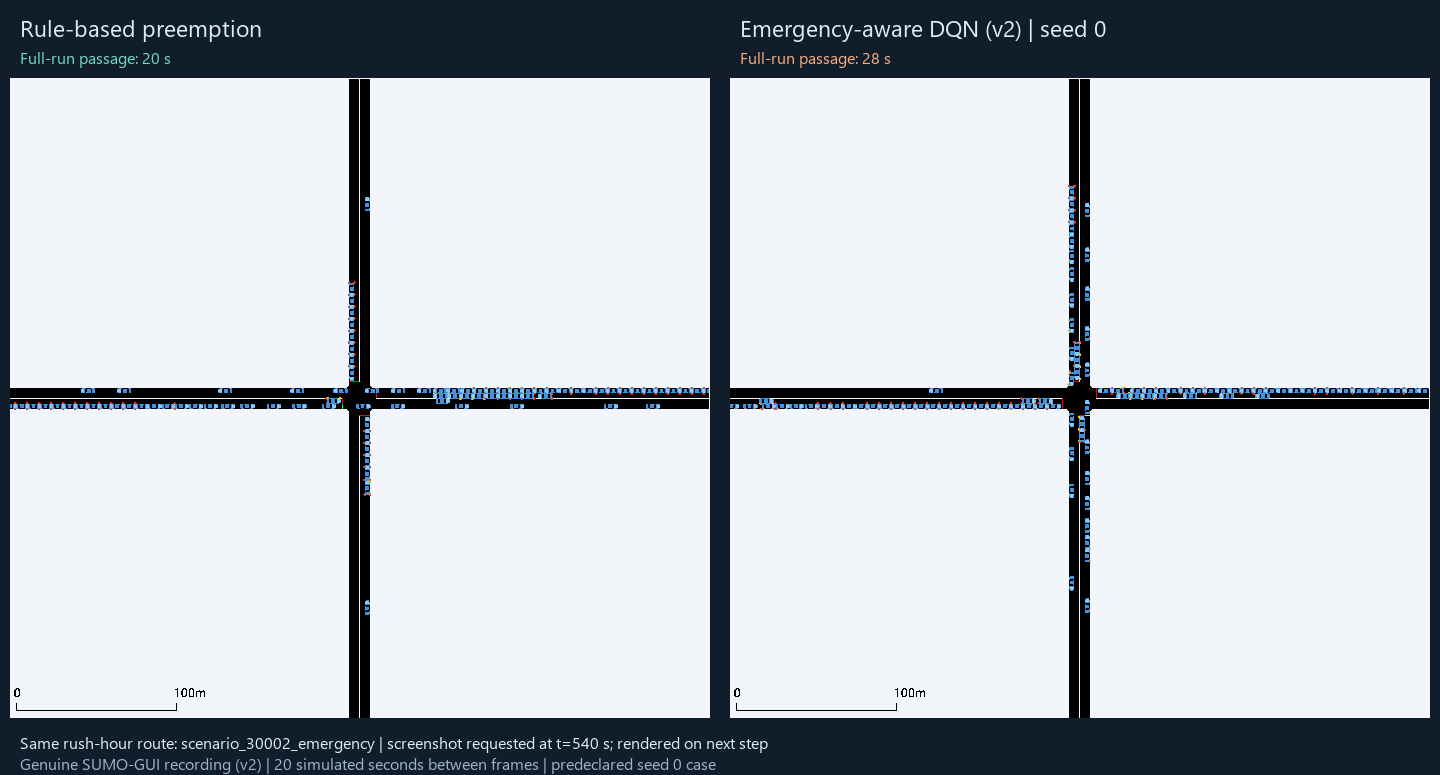 Rule-based preemption
Full-run passage: 20 s
Emergency-aware DQN (v2) | seed 0
Full-run passage: 28 s
0 100m
0 100m
Same rush-hour route: scenario_30002_emergency | screenshot requested at t=540 s; rendered on next step
Genuine SUMO-GUI recording (v2) | 20 simulated seconds between frames | predeclared seed 0 case